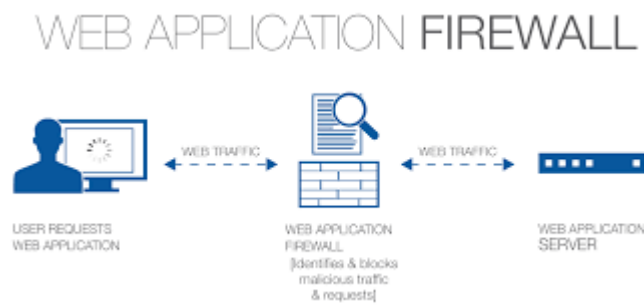 WEB APPLICATION FIREWALL
WEB TRAFFIC
WEB TRAFFIC
USER REQUESTS
WEB APPLICATION
WEB APPLICATION
FIREWALL
[Identifies & blocks
malicious traffic
& requests]
WEB APPLICATION
SERVER